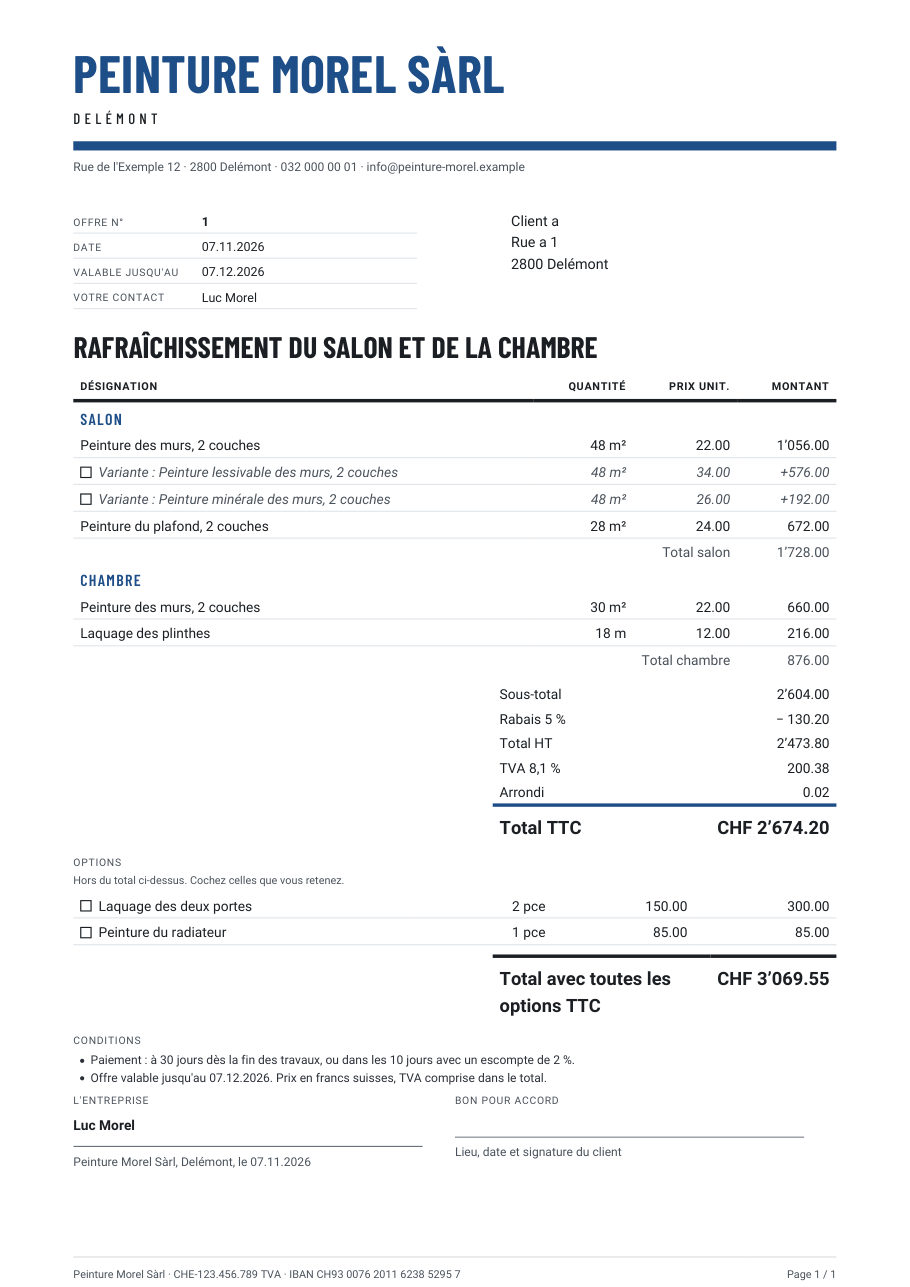 PEINTURE MOREL SÀRL
DELÉMONT
Rue de l'Exemple 12 · 2800 Delémont · 032 000 00 01 · info@peinture-morel.example
OFFRE N° 1
DATE 07.11.2026
VALABLE JUSQU'AU 07.12.2026
VOTRE CONTACT Luc Morel
Client a
Rue a 1
2800 Delémont
RAFRAÎCHISSEMENT DU SALON ET DE LA CHAMBRE
DÉSIGNATION QUANTITÉ PRIX UNIT. MONTANT
SALON
Peinture des murs, 2 couches 48 m² 22.00 1’056.00
☐ Variante : Peinture lessivable des murs, 2 couches 48 m² 34.00 +576.00
☐ Variante : Peinture minérale des murs, 2 couches 48 m² 26.00 +192.00
Peinture du plafond, 2 couches 28 m² 24.00 672.00
Total salon 1’728.00
CHAMBRE
Peinture des murs, 2 couches 30 m² 22.00 660.00
Laquage des plinthes 18 m 12.00 216.00
Total chambre 876.00
Sous-total 2’604.00
Rabais 5 % − 130.20
Total HT 2’473.80
TVA 8,1 % 200.38
Arrondi 0.02
Total TTC CHF 2’674.20
OPTIONS
Hors du total ci-dessus. Cochez celles que vous retenez.
☐ Laquage des deux portes 2 pce 150.00 300.00
☐ Peinture du radiateur 1 pce 85.00 85.00
Total avec toutes les CHF 3’069.55
options TTC
CONDITIONS
• Paiement : à 30 jours dès la fin des travaux, ou dans les 10 jours avec un escompte de 2 %.
• Offre valable jusqu'au 07.12.2026. Prix en francs suisses, TVA comprise dans le total.
L'ENTREPRISE BON POUR ACCORD
Luc Morel
Peinture Morel Sàrl, Delémont, le 07.11.2026 Lieu, date et signature du client
Peinture Morel Sàrl · CHE-123.456.789 TVA · IBAN CH93 0076 2011 6238 5295 7 Page 1 / 1